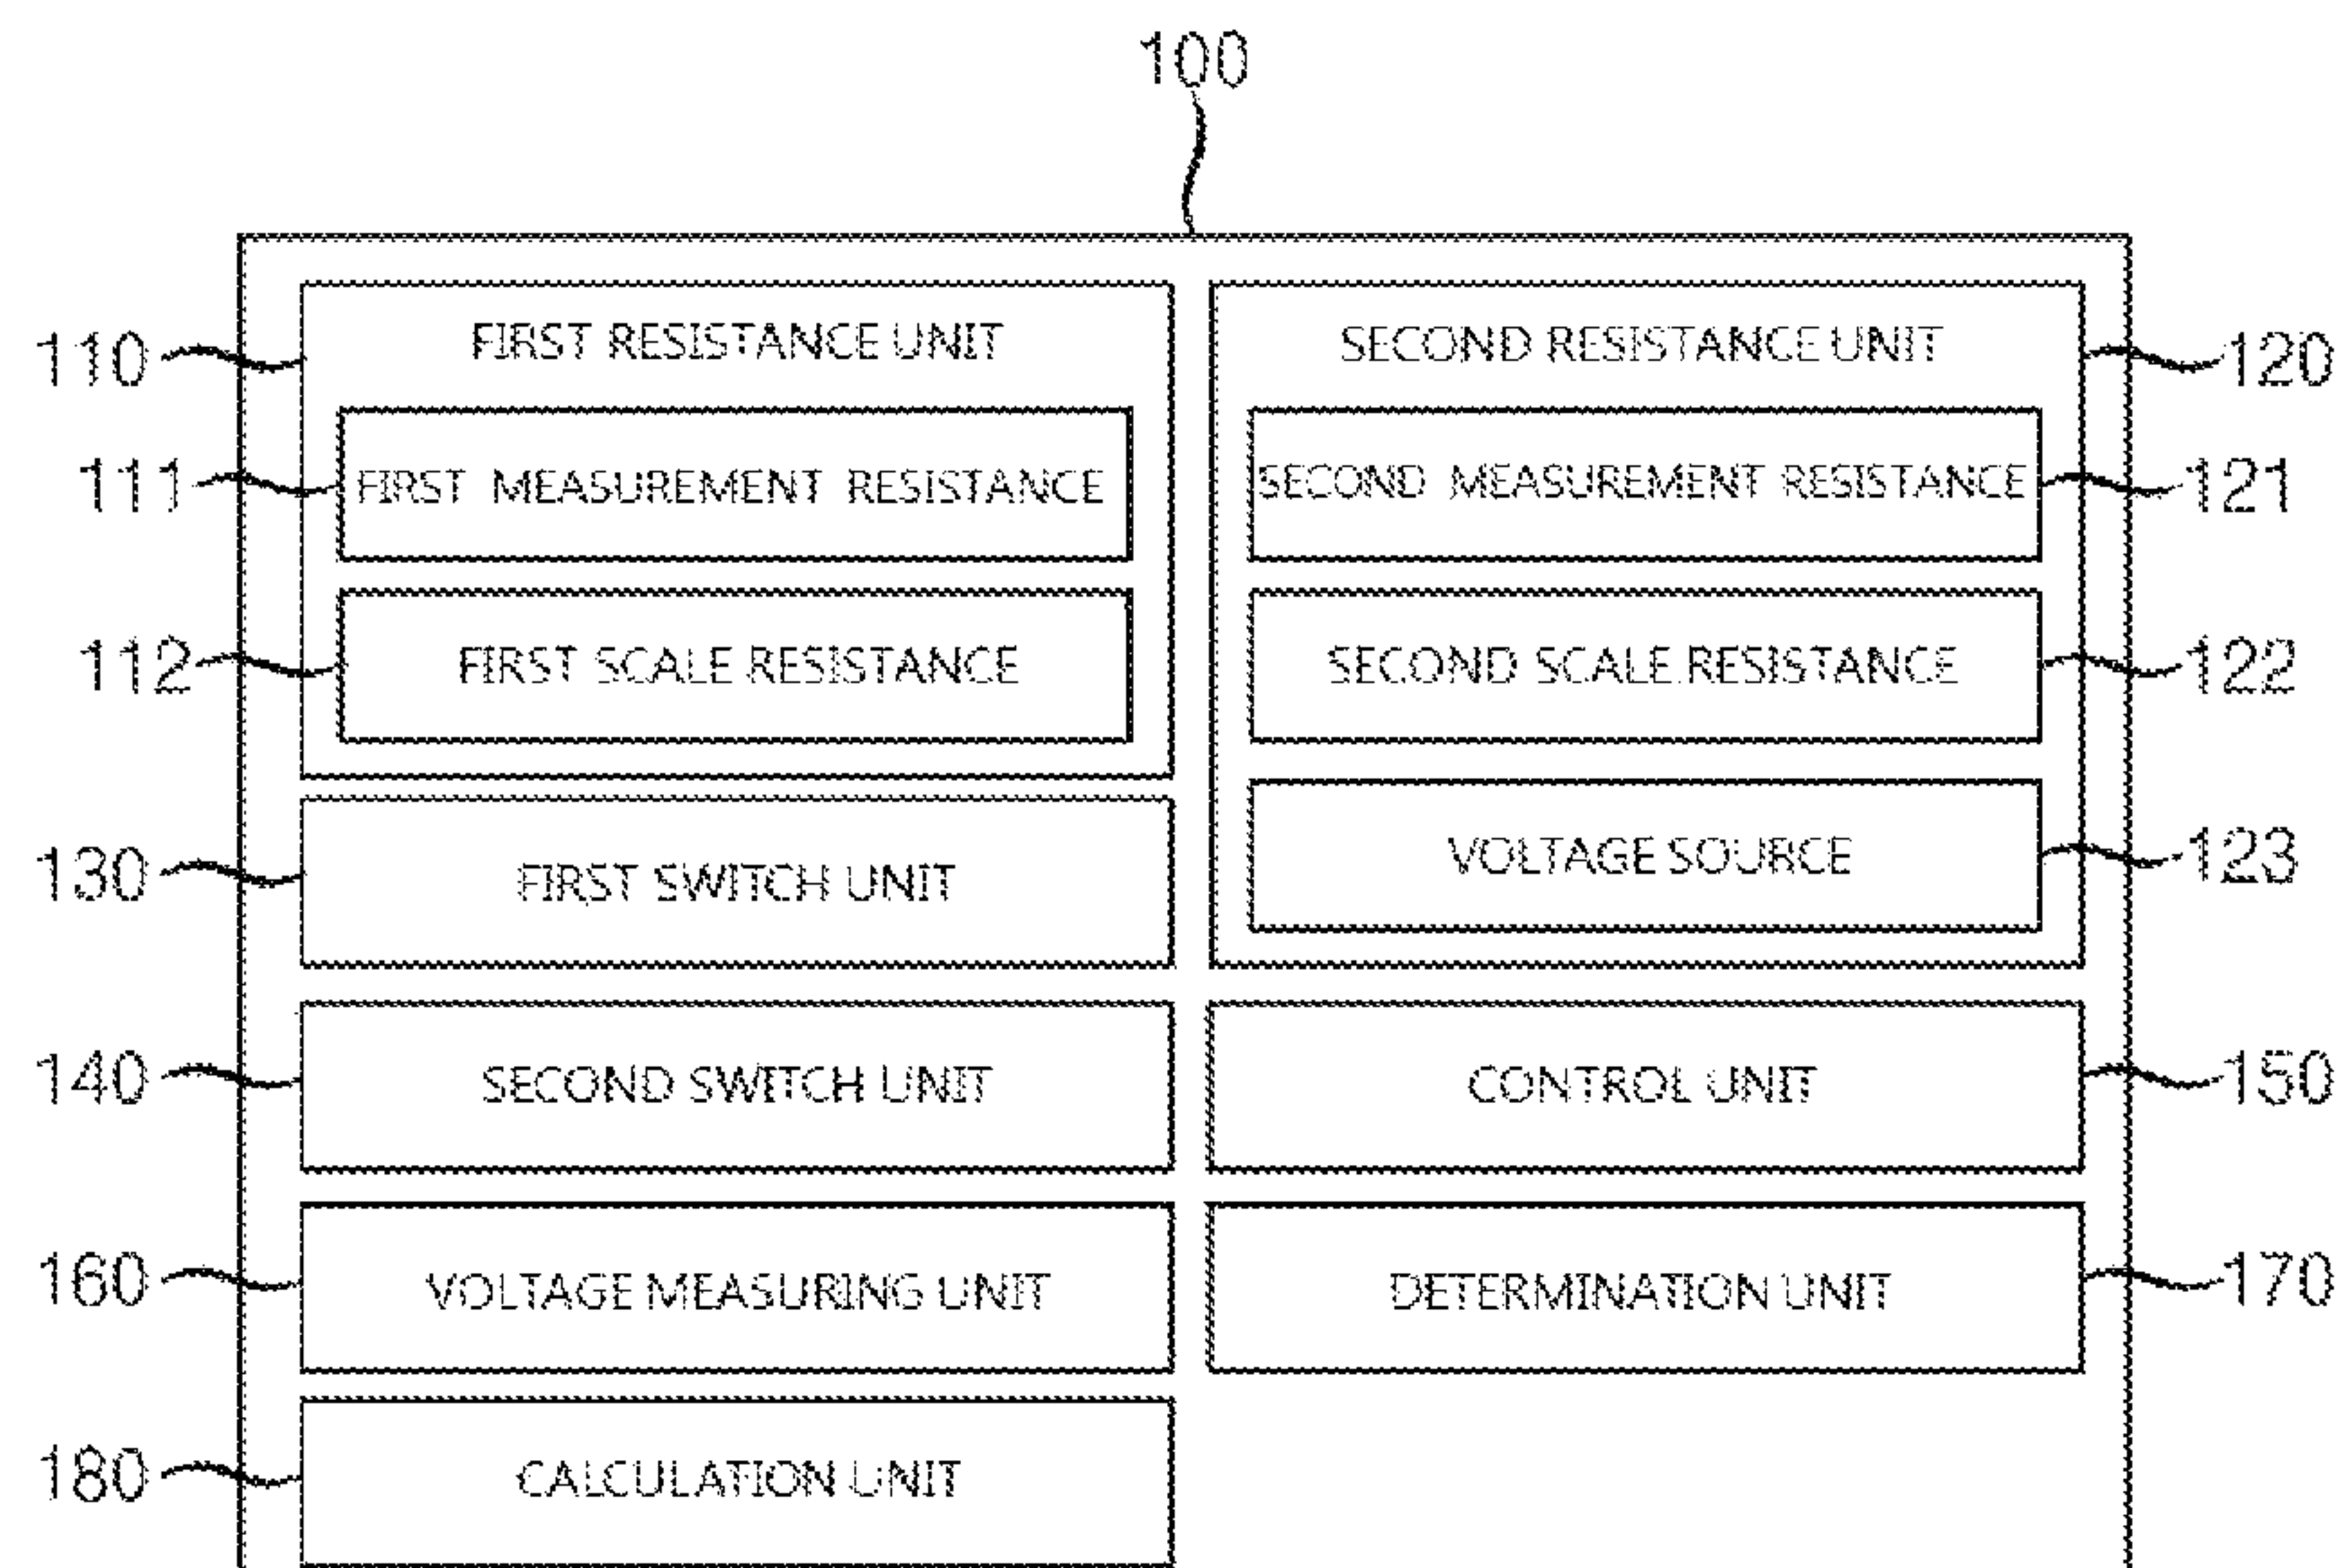 100
110 FIRST RESISTANCE UNIT SECOND RESISTANCE UNIT 120
111 FIRST MEASUREMENT RESISTANCE SECOND MEASUREMENT RESISTANCE 121
112 FIRST SCALE RESISTANCE SECOND SCALE RESISTANCE 122
130 FIRST SWITCH UNIT VOLTAGE SOURCE 123
140 SECOND SWITCH UNIT CONTROL UNIT 150
160 VOLTAGE MEASURING UNIT DETERMINATION UNIT 170
180 CALCULATION UNIT